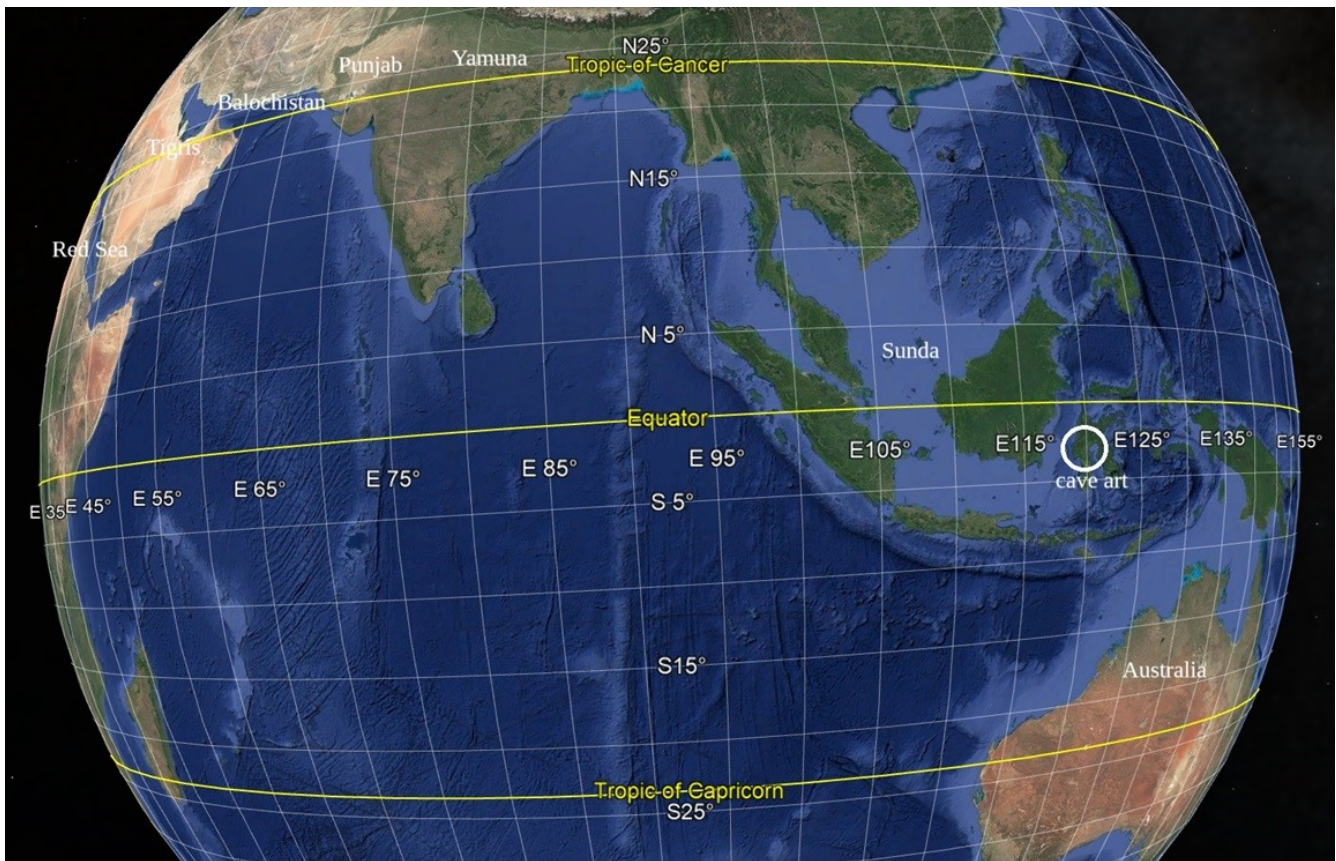 N25°
Punjab
Yamuna
Tropic of Cancer
Balochistan
Tigris
N15°
Red Sea
N 5°
Sunda
Equator
E 35
E 45°
E 55°
E 65°
E 75°
E 85°
E 95°
E105°
E115°
E125°
E135°
E155°
cave art
S 5°
S15°
Australia
Tropic of Capricorn
S25°